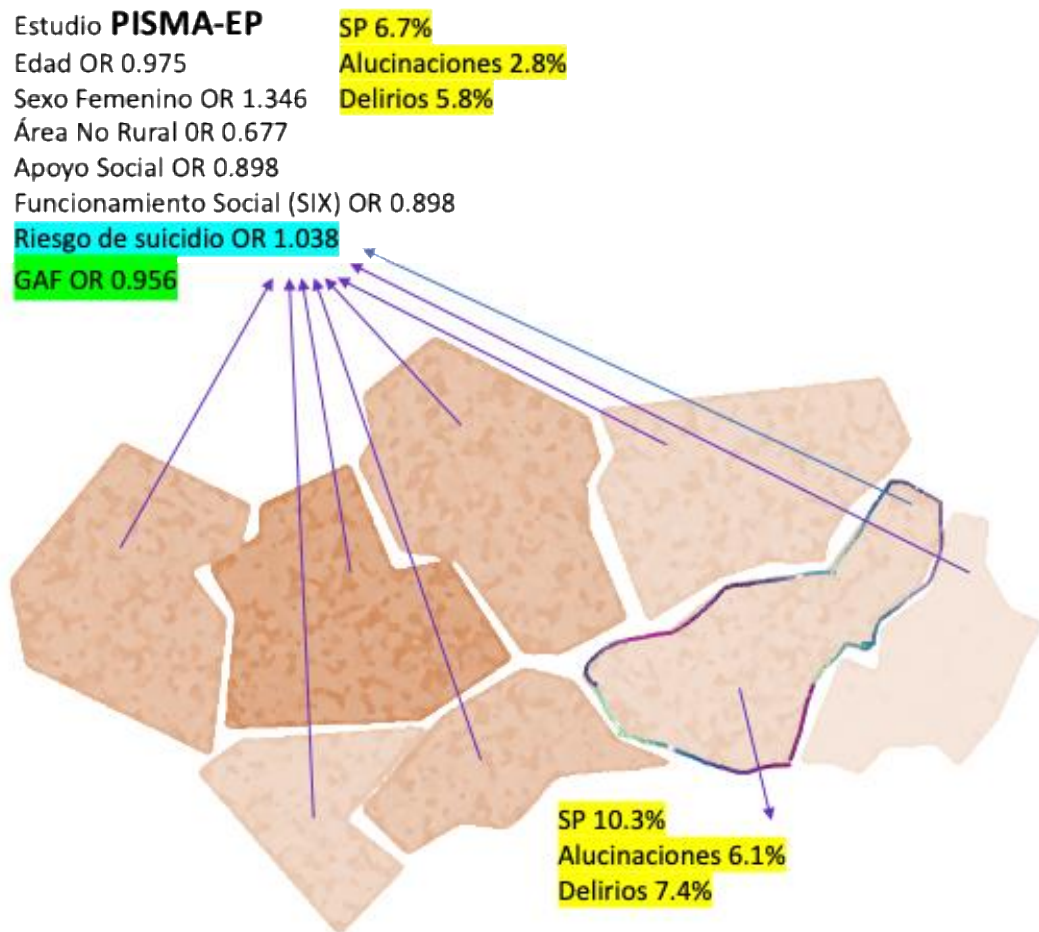 Estudio PISMA-EP
SP 6.7%
Edad OR 0.975
Alucinaciones 2.8%
Sexo Femenino OR 1.346
Delirios 5.8%
Área No Rural 0R 0.677
Apoyo Social OR 0.898
Funcionamiento Social (SIX) OR 0.898
Riesgo de suicidio OR 1.038
GAF OR 0.956
SP 10.3%
Alucinaciones 6.1%
Delirios 7.4%